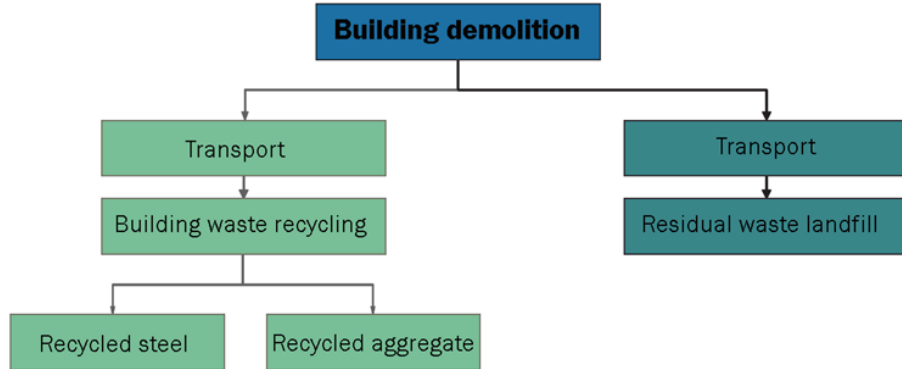 Building demolition
Transport
Transport
Building waste recycling
Residual waste landfill
Recycled steel
Recycled aggregate